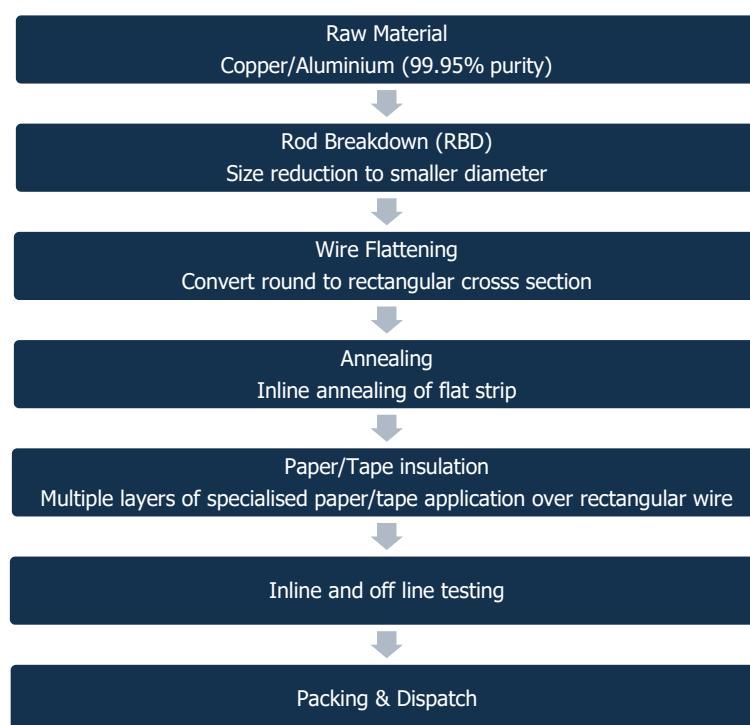 Raw Material
Copper/Aluminium (99.95% purity)
Rod Breakdown (RBD)
Size reduction to smaller diameter
Wire Flattening
Convert round to rectangular crosss section
Annealing
Inline annealing of flat strip
Paper/Tape insulation
Multiple layers of specialised paper/tape application over rectangular wire
Inline and off line testing
Packing & Dispatch